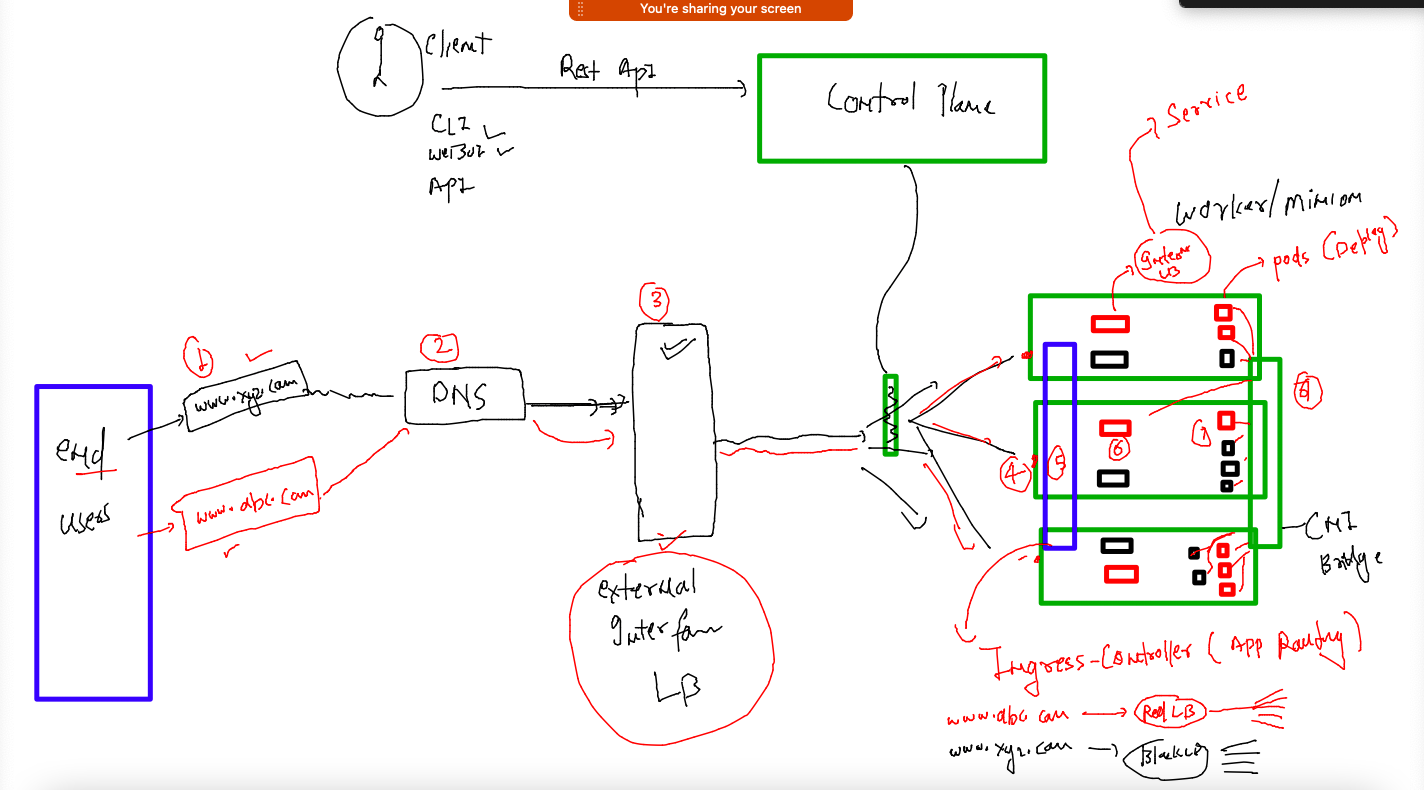 You're sharing your screen
Client
Rest Api
CLI
WebUI
API
Control Plane
Service
Worker/Minion
Internal LB
pods (Deploy)
1
www.xyz.com
2
DNS
3
end
users
www.abc.com
4
5
6
7
8
CNI
Bridge
external
Interface
LB
Ingress-Controller (App Routing)
www.abc.com
Red LB
www.xyz.com
Black LB